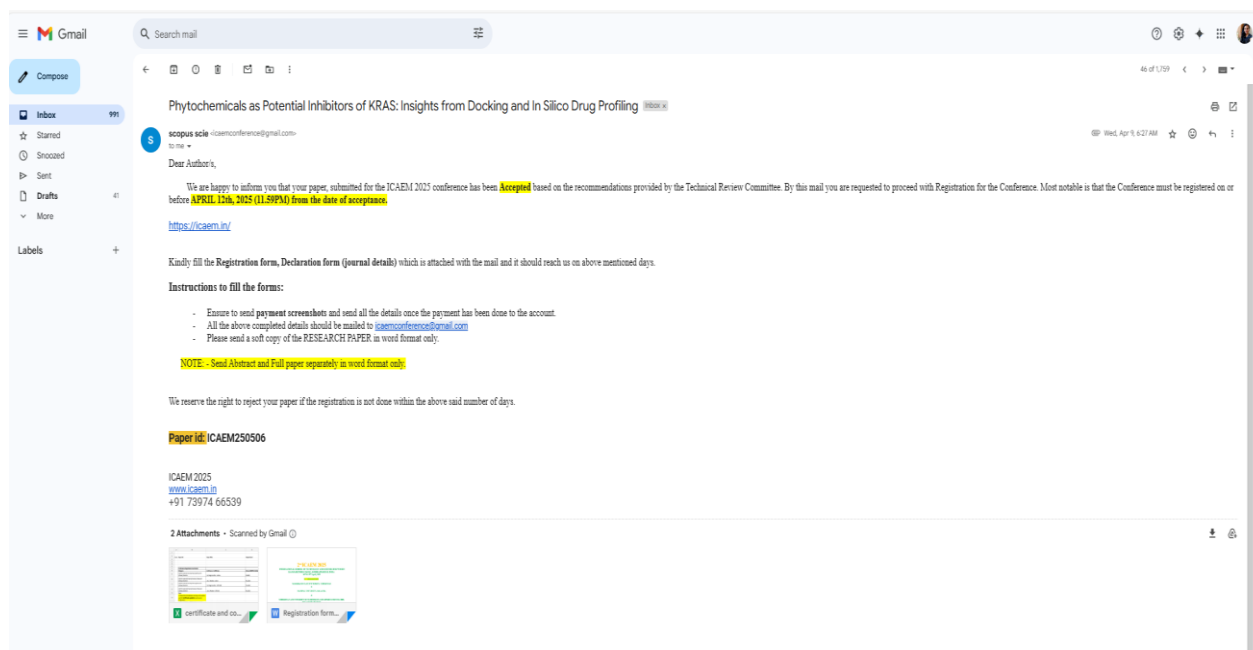 Gmail
Search mail
Compose
46 of 1,759
Inbox 991
Starred
Snoozed
Sent
Drafts 41
More
Labels +
Phytochemicals as Potential Inhibitors of KRAS: Insights from Docking and In Silico Drug Profiling Inbox x
S
scopus scie <icaemconference@gmail.com> Wed, Apr 9, 6:27 AM
to me
Dear Author/s,
We are happy to inform you that your paper, submitted for the ICAEM 2025 conference has been Accepted based on the recommendations provided by the Technical Review Committee. By this mail you are requested to proceed with Registration for the Conference. Most notable is that the Conference must be registered on or
before APRIL 12th, 2025 (11.59PM) from the date of acceptance.
https://icaem.in/
Kindly fill the Registration form, Declaration form (journal details) which is attached with the mail and it should reach us on above mentioned days.
Instructions to fill the forms:
- Ensure to send payment screenshots and send all the details once the payment has been done to the account.
- All the above completed details should be mailed to icaemconference@gmail.com
- Please send a soft copy of the RESEARCH PAPER in word format only.
NOTE: - Send Abstract and Full paper separately in word format only.
We reserve the right to reject your paper if the registration is not done within the above said number of days.
Paper id: ICAEM250506
ICAEM 2025
www.icaem.in
+91 73974 66539
2 Attachments • Scanned by Gmail
X certificate and co...
W Registration form...